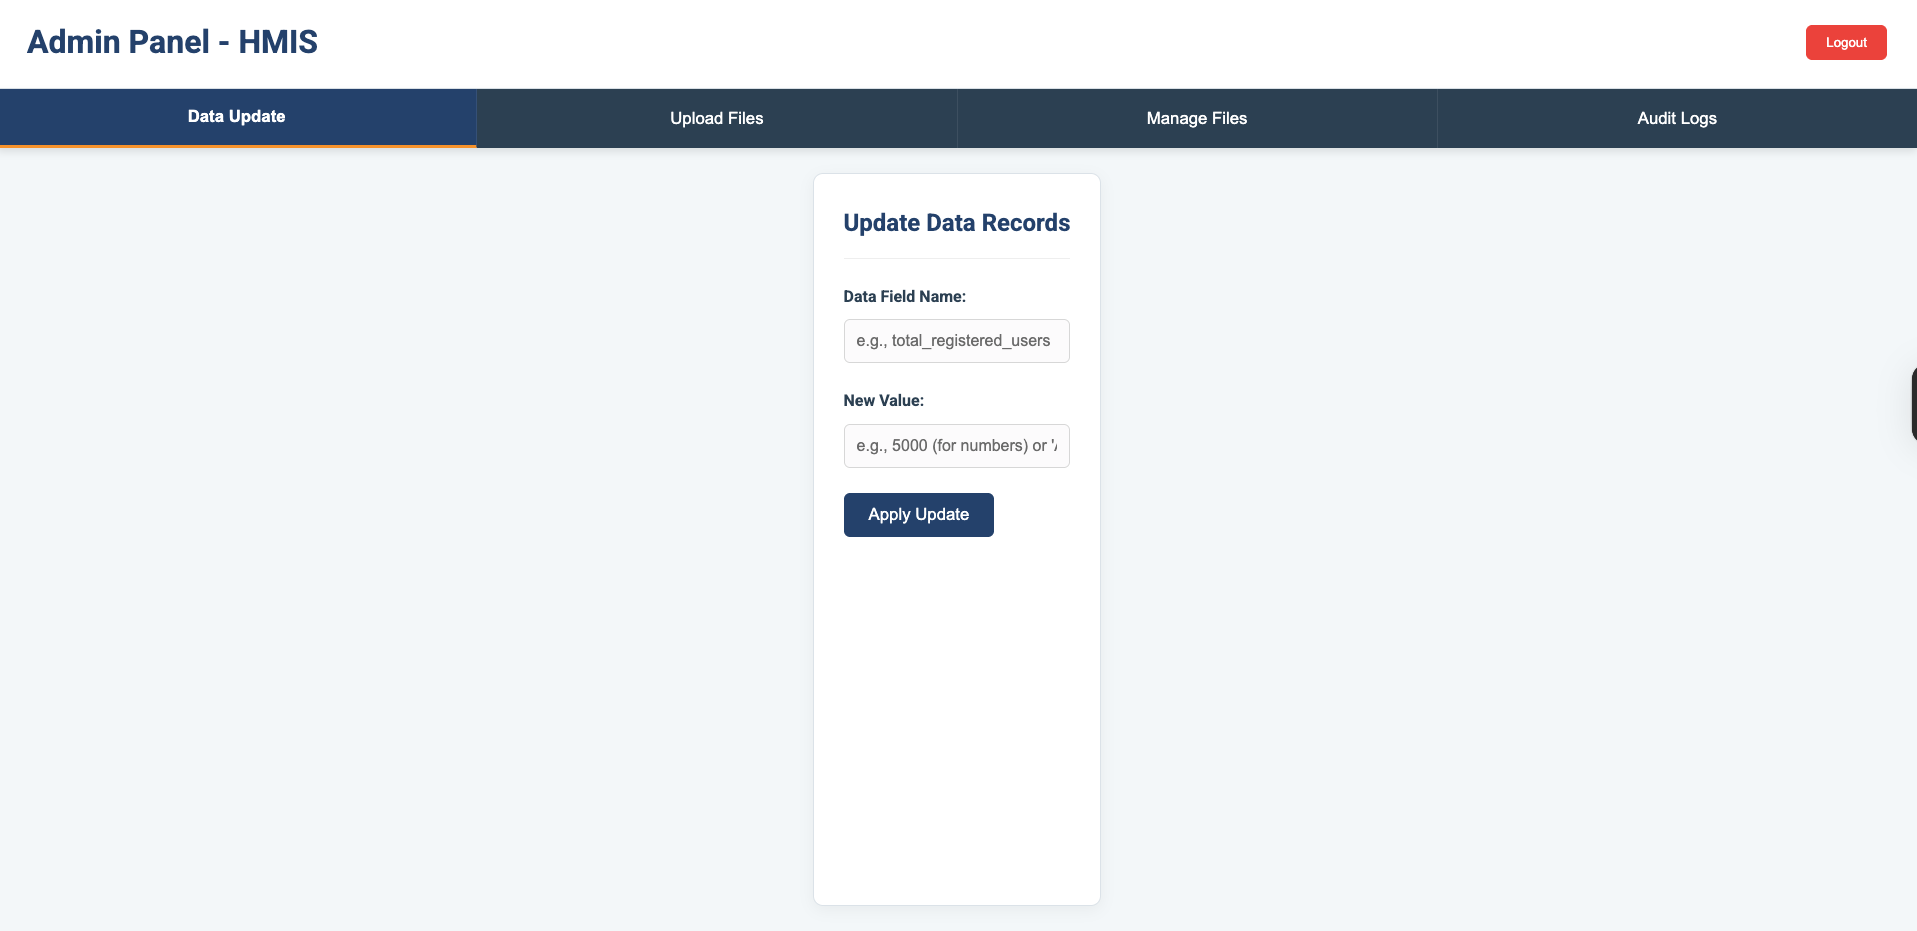 Admin Panel - HMIS
Logout
Data Update
Upload Files
Manage Files
Audit Logs
Update Data Records
Data Field Name:
e.g., total_registered_users
New Value:
e.g., 5000 (for numbers) or '
Apply Update